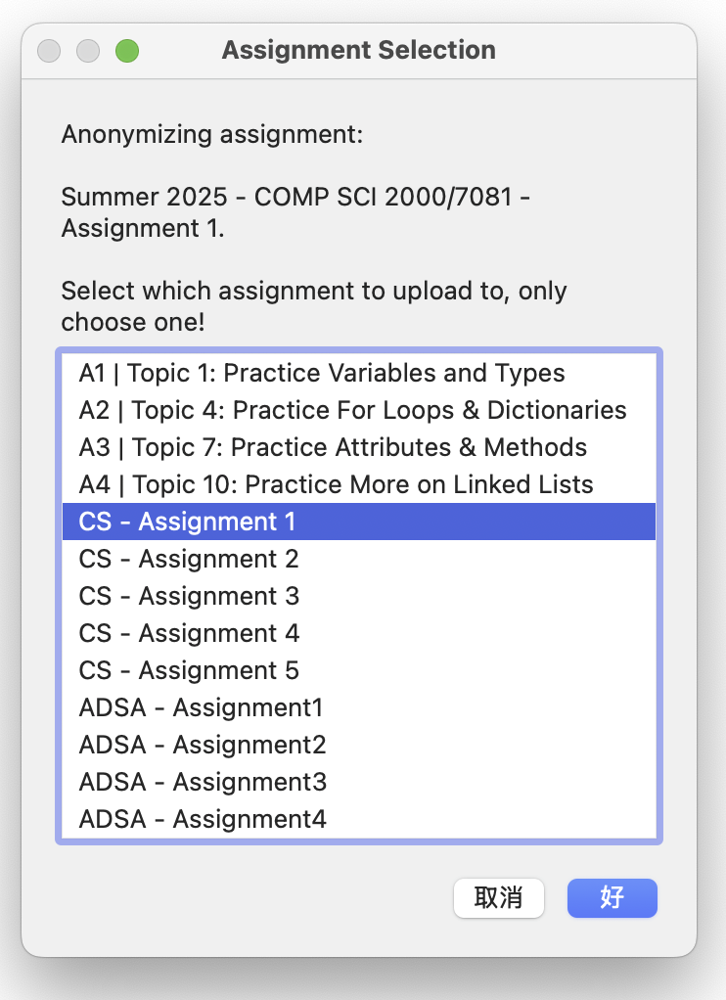 Assignment Selection
Anonymizing assignment:
Summer 2025 - COMP SCI 2000/7081 -
Assignment 1.
Select which assignment to upload to, only
choose one!
A1 | Topic 1: Practice Variables and Types
A2 | Topic 4: Practice For Loops & Dictionaries
A3 | Topic 7: Practice Attributes & Methods
A4 | Topic 10: Practice More on Linked Lists
CS - Assignment 1
CS - Assignment 2
CS - Assignment 3
CS - Assignment 4
CS - Assignment 5
ADSA - Assignment1
ADSA - Assignment2
ADSA - Assignment3
ADSA - Assignment4
取消 好